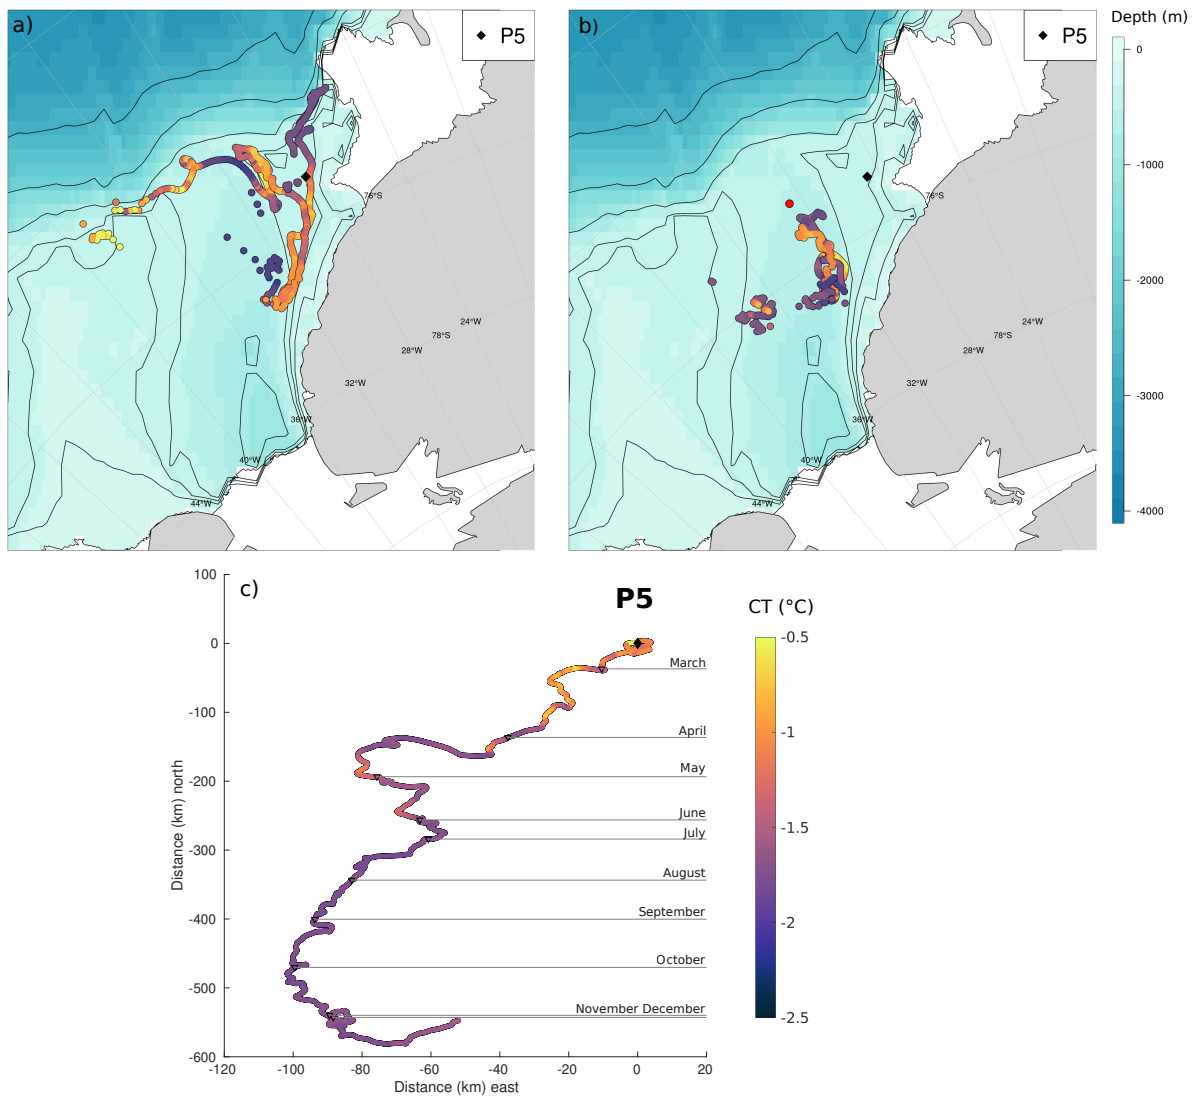 a)
P5
76°S
24°W
78°S
28°W
32°W
36°W
40°W
44°W
b)
P5
76°S
24°W
78°S
28°W
32°W
36°W
40°W
44°W
Depth (m)
0
-1000
-2000
-3000
-4000
c)
P5
100
0
-100
-200
-300
-400
-500
-600
Distance (km) north
March
April
May
June
July
August
September
October
November December
-120
-100
-80
-60
-40
-20
0
20
Distance (km) east
CT (°C)
-0.5
-1
-1.5
-2
-2.5